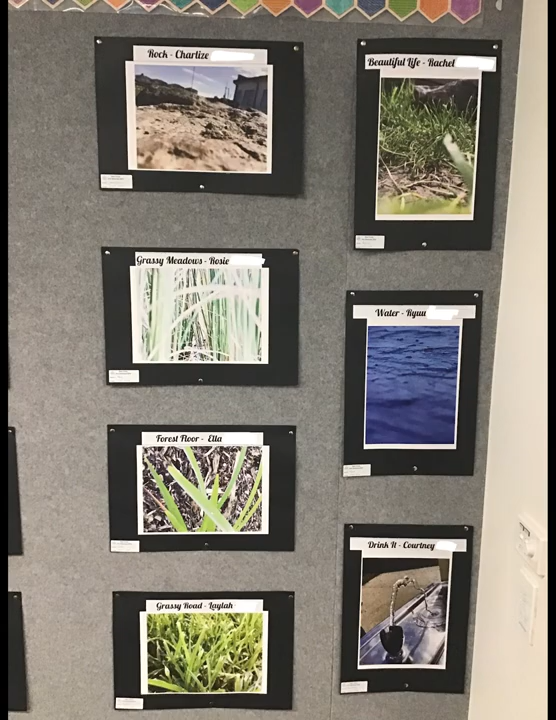 Rock - Charlize
Beautiful Life - Rachel
Grassy Meadows - Rosie
Water - Ryuu
Forest Floor - Ella
Drink It - Courtney
Grassy Road - Laylah